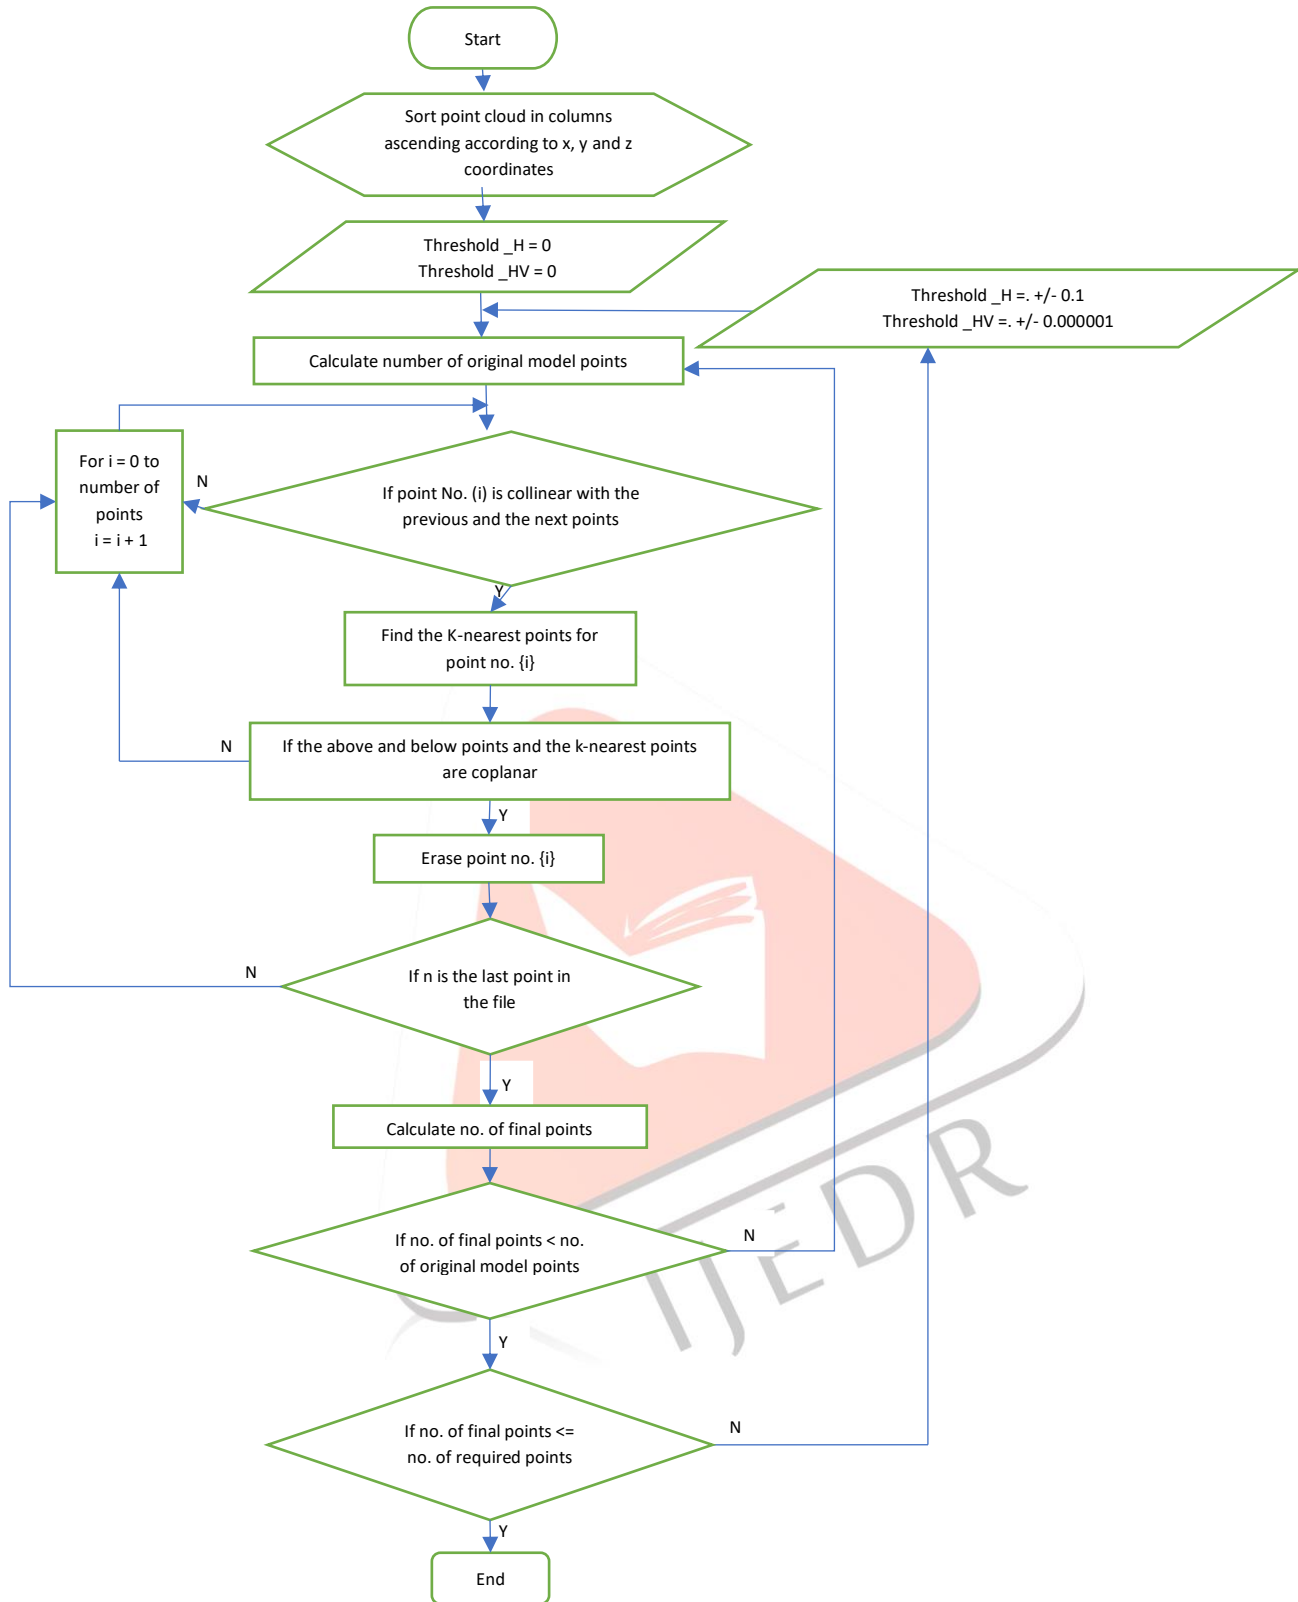 Start
Sort point cloud in columns
ascending according to x, y and z
coordinates
Threshold _H = 0
Threshold _HV = 0
Threshold _H =. +/- 0.1
Threshold _HV =. +/- 0.000001
Calculate number of original model points
For i = 0 to
number of
points
i = i + 1
N
If point No. (i) is collinear with the
previous and the next points
Y
Find the K-nearest points for
point no. {i}
N
If the above and below points and the k-nearest points
are coplanar
Y
Erase point no. {i}
N
If n is the last point in
the file
Y
Calculate no. of final points
If no. of final points < no.
of original model points
N
Y
If no. of final points <=
no. of required points
N
Y
End
IJEDR